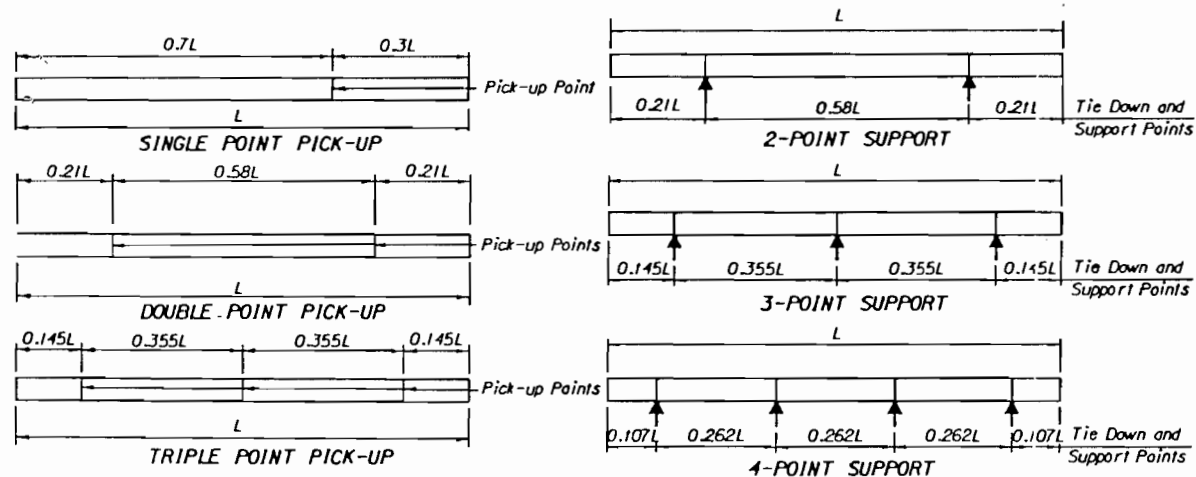 0.7L 0.3L
Pick-up Point
L
SINGLE POINT PICK-UP
0.21L 0.58L 0.21L
Pick-up Points
L
DOUBLE POINT PICK-UP
0.145L 0.355L 0.355L 0.145L
Pick-up Points
L
TRIPLE POINT PICK-UP
L
0.21L 0.58L 0.21L
Tie Down and
Support Points
2-POINT SUPPORT
L
0.145L 0.355L 0.355L 0.145L
Tie Down and
Support Points
3-POINT SUPPORT
L
0.107L 0.262L 0.262L 0.262L 0.107L
Tie Down and
Support Points
4-POINT SUPPORT